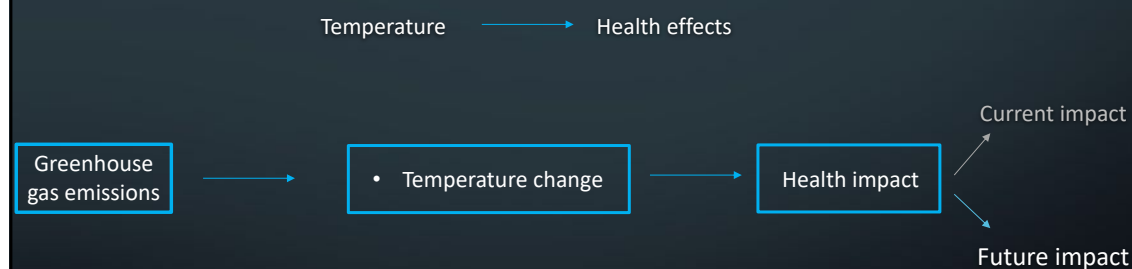 Temperature Health effects
Current impact
Greenhouse
gas emissions
• Temperature change
Health impact
Future impact